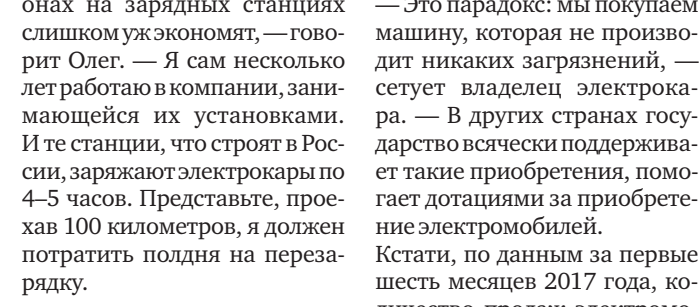 онах на зарядных станциях
слишком уж экономят, — гово-
рит Олег. — Я сам несколько
лет работаю в компании, зани-
мающейся их установками.
И те станции, что строят в Рос-
сии, заряжают электрокары по
4–5 часов. Представьте, прое-
хав 100 километров, я должен
потратить полдня на переза-
рядку.
— Это парадокс: мы покупаем
машину, которая не произво-
дит никаких загрязнений, —
сетует владелец электрока-
ра. — В других странах госу-
дарство всячески поддержива-
ет такие приобретения, помо-
гает дотациями за приобрете-
ние электромобилей.
Кстати, по данным за первые
шесть месяцев 2017 года, ко-
личество продаж электромо-